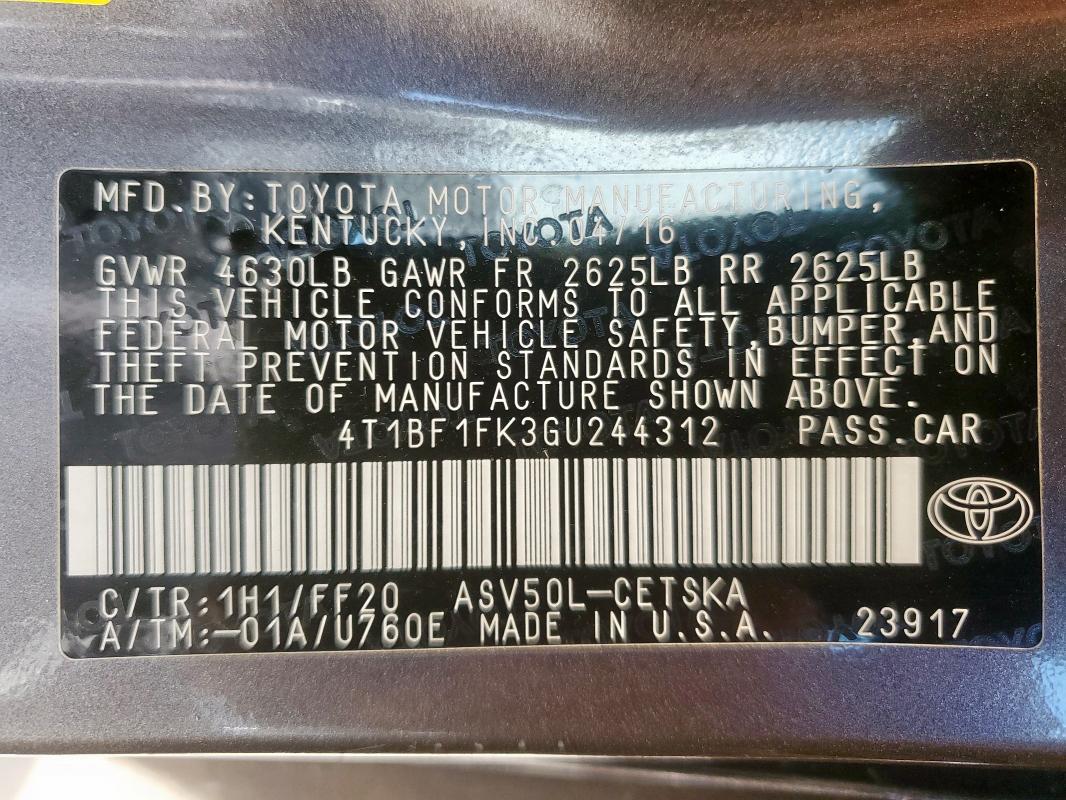 MFD.BY:TOYOTA MOTOR MANUFACTURING,
KENTUCKY,INC.04/16
GVWR 4630LB GAWR FR 2625LB RR 2625LB
THIS VEHICLE CONFORMS TO ALL APPLICABLE
FEDERAL MOTOR VEHICLE SAFETY,BUMPER,AND
THEFT PREVENTION STANDARDS IN EFFECT ON
THE DATE OF MANUFACTURE SHOWN ABOVE.
4T1BF1FK3GU244312 PASS.CAR
C/TR:1H1/FF20 ASV50L-CETSKA
A/TM:-01A/U760E MADE IN U.S.A. 23917